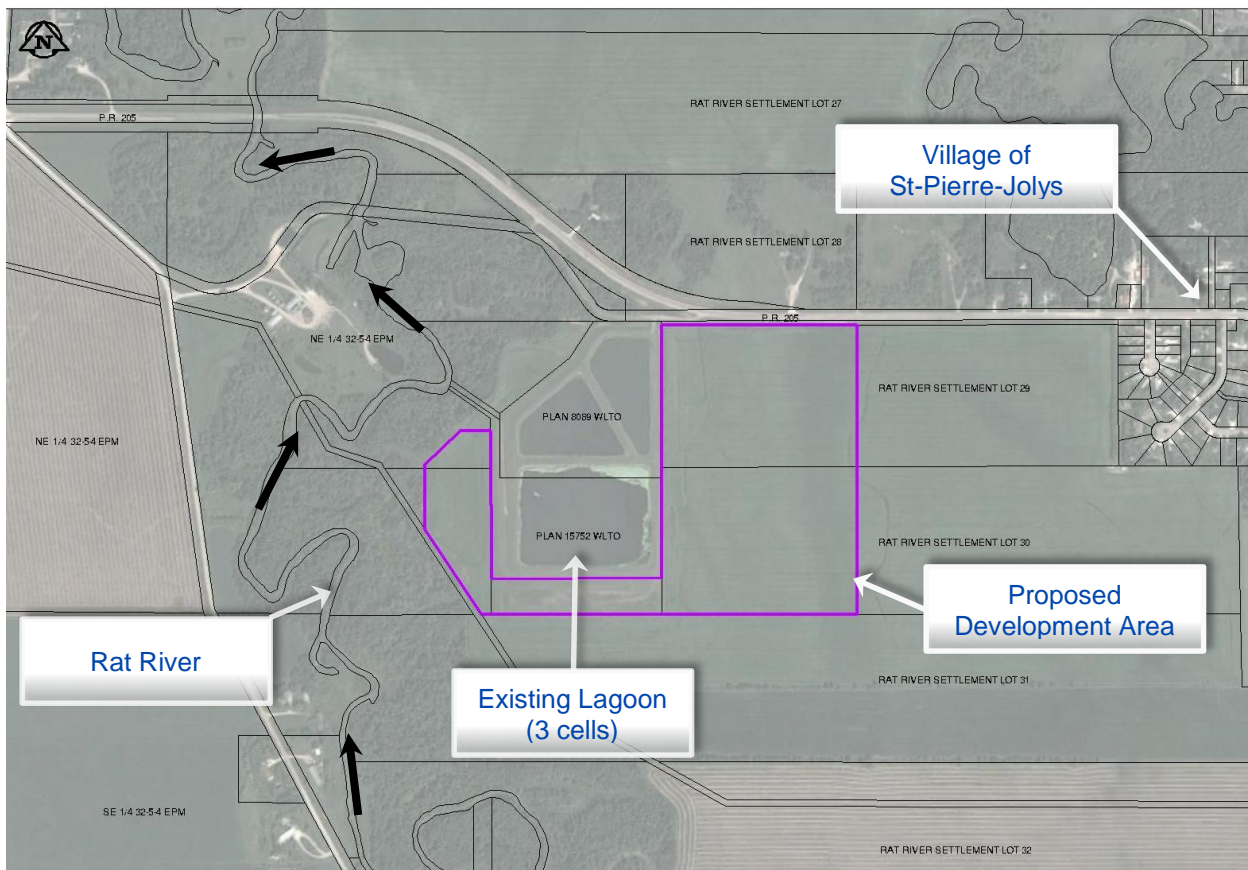 N
RAT RIVER SETTLEMENT LOT 27
P.R. 205
Village of
St-Pierre-Jolys
RAT RIVER SETTLEMENT LOT 28
P.R. 205
NE 1/4 32-5-4 EPM
RAT RIVER SETTLEMENT LOT 29
PLAN 8089 WLTO
NE 1/4 32-5-4 EPM
PLAN 15752 WLTO
RAT RIVER SETTLEMENT LOT 30
Proposed
Development Area
Rat River
Existing Lagoon
(3 cells)
RAT RIVER SETTLEMENT LOT 31
SE 1/4 32-5-4 EPM
RAT RIVER SETTLEMENT LOT 32